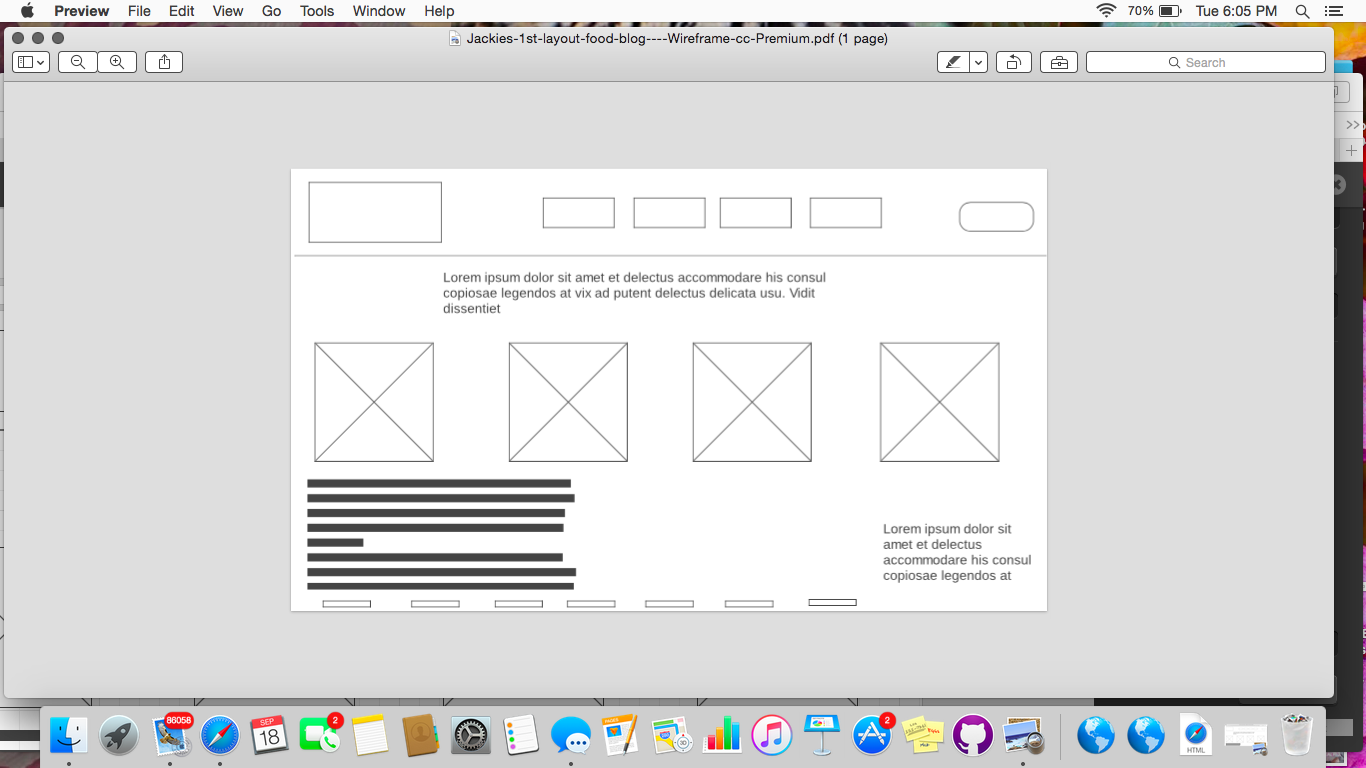 Preview File Edit View Go Tools Window Help 70% Tue 6:05 PM
Jackies-1st-layout-food-blog----Wireframe-cc-Premium.pdf (1 page)
Search
Lorem ipsum dolor sit amet et delectus accommodare his consul
copiosae legendos at vix ad putent delectus delicata usu. Vidit
dissentiet
Lorem ipsum dolor sit
amet et delectus
accommodare his consul
copiosae legendos at
86058
SEP
18
2
PAGES
3D
2
HTML